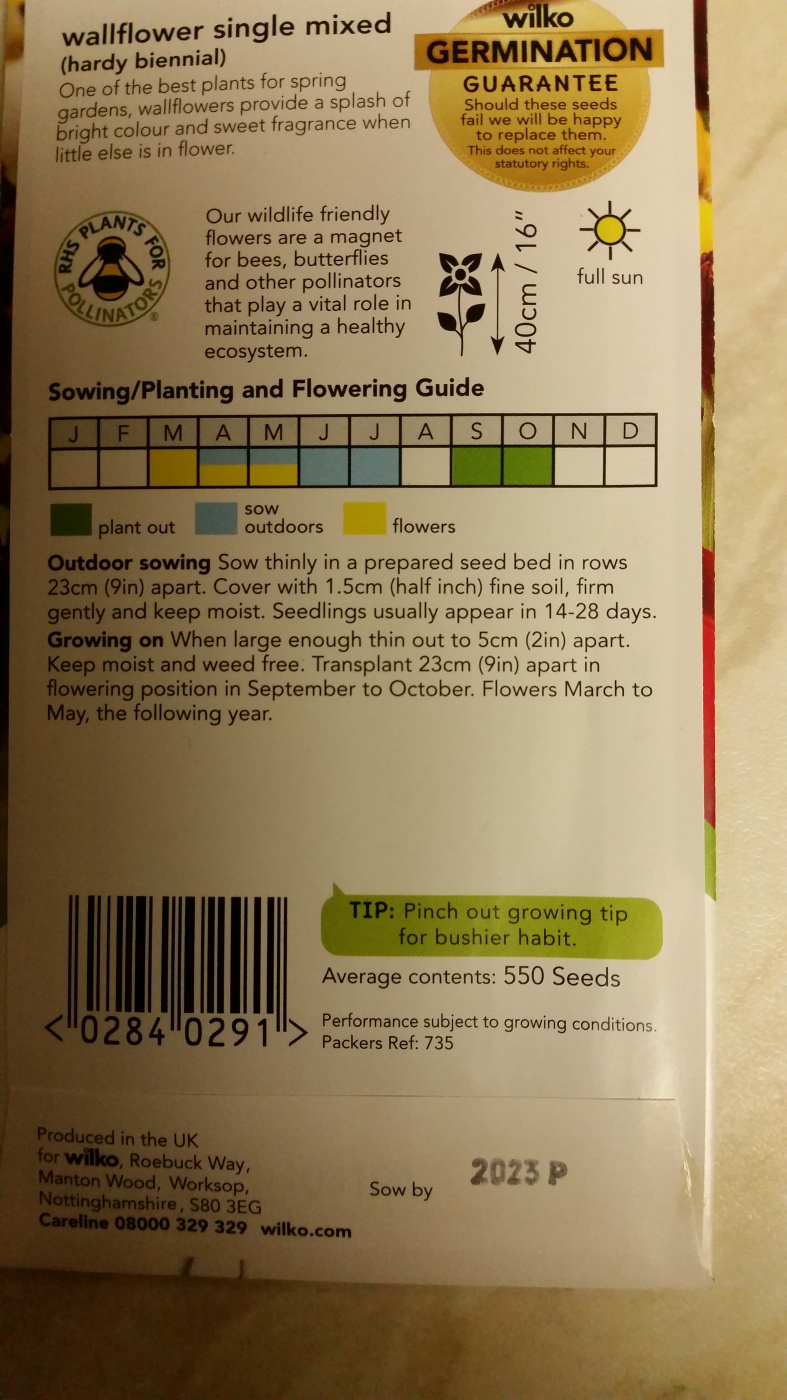 wallflower single mixed
(hardy biennial)
One of the best plants for spring
gardens, wallflowers provide a splash of
bright colour and sweet fragrance when
little else is in flower.
wilko
GERMINATION
GUARANTEE
Should these seeds
fail we will be happy
to replace them.
This does not affect your
statutory rights.
RHS PLANTS FOR
POLLINATORS ®
Our wildlife friendly
flowers are a magnet
for bees, butterflies
and other pollinators
that play a vital role in
maintaining a healthy
ecosystem.
40cm / 16"
full sun
Sowing/Planting and Flowering Guide
J F M A M J J A S O N D
plant out
sow
outdoors
flowers
Outdoor sowing Sow thinly in a prepared seed bed in rows
23cm (9in) apart. Cover with 1.5cm (half inch) fine soil, firm
gently and keep moist. Seedlings usually appear in 14-28 days.
Growing on When large enough thin out to 5cm (2in) apart.
Keep moist and weed free. Transplant 23cm (9in) apart in
flowering position in September to October. Flowers March to
May, the following year.
TIP: Pinch out growing tip
for bushier habit.
Average contents: 550 Seeds
Performance subject to growing conditions.
Packers Ref: 735
<0284 0291>
Produced in the UK
for wilko, Roebuck Way,
Manton Wood, Worksop,
Nottinghamshire, S80 3EG
Careline 08000 329 329 wilko.com
Sow by
2023 P